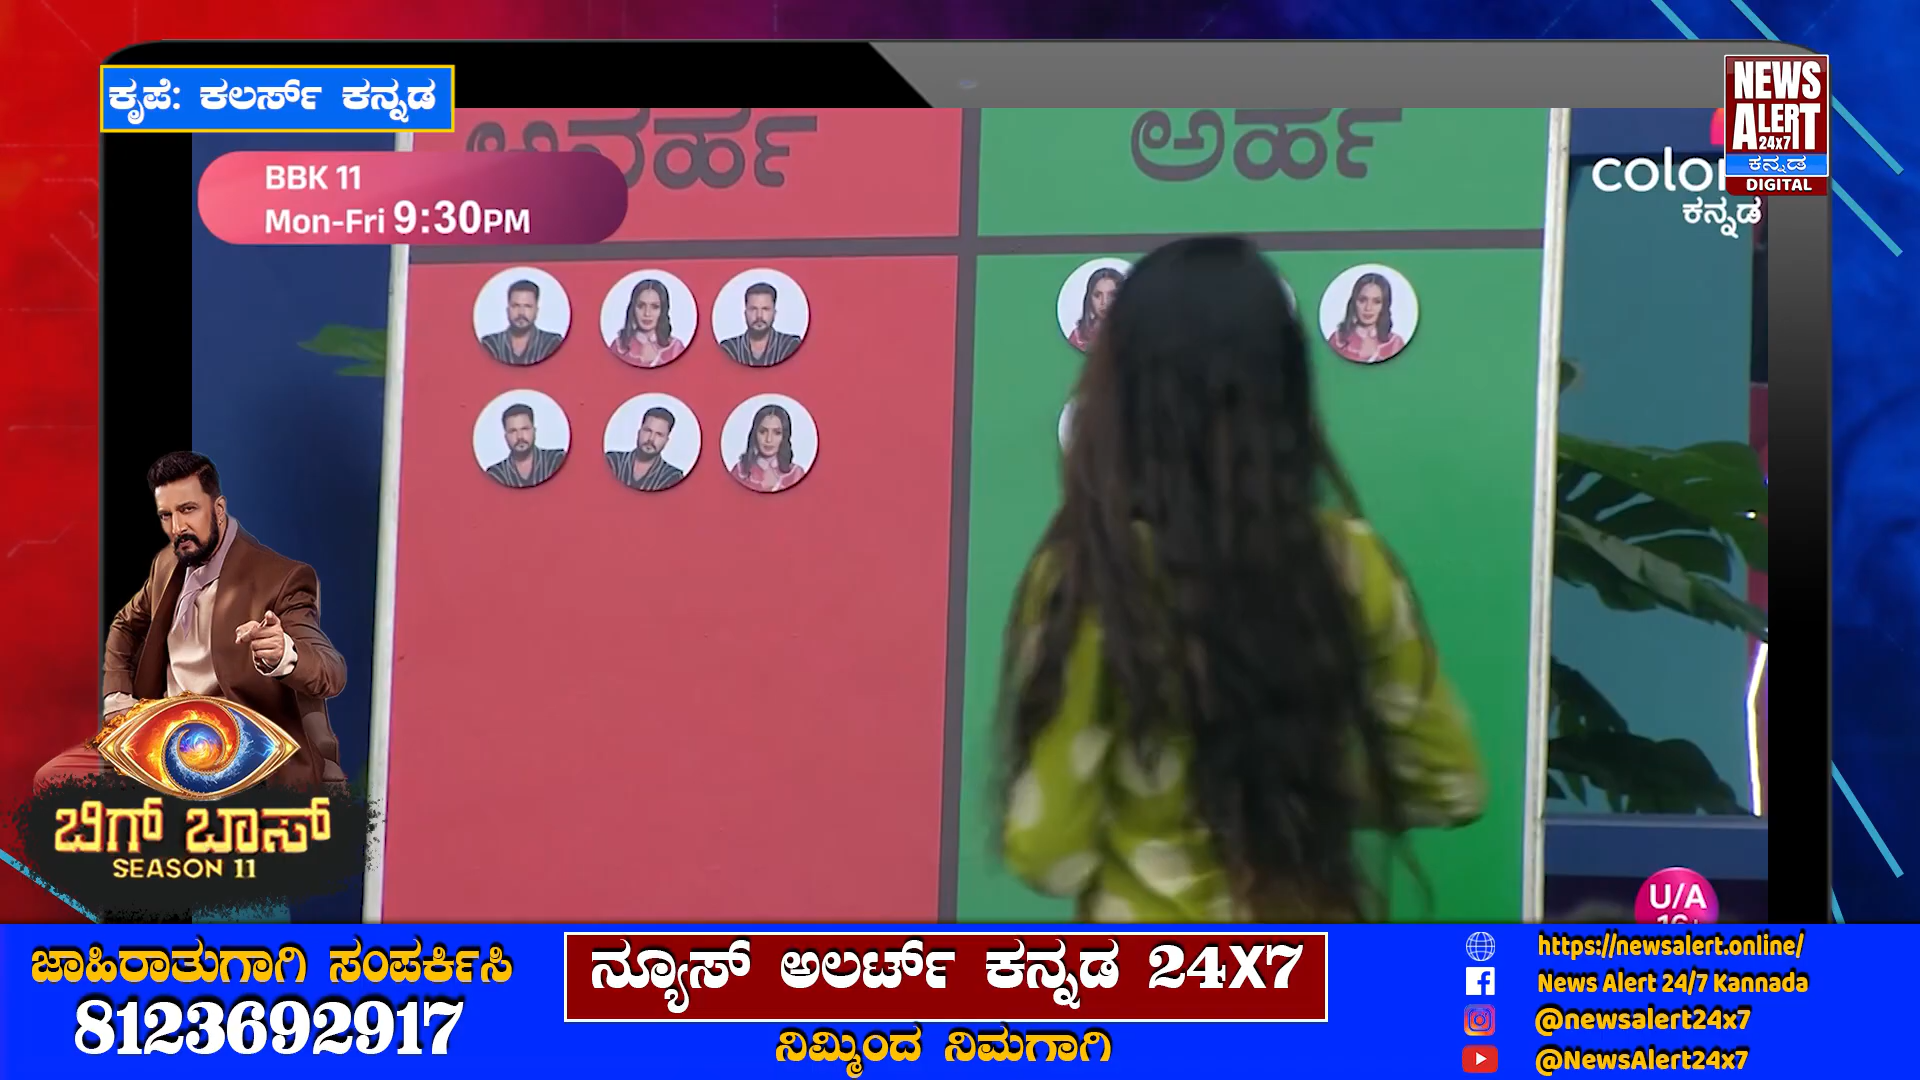 ಕೃಪೆ: ಕಲರ್ಸ್ ಕನ್ನಡ
BBK 11
Mon-Fri 9:30PM
ಅನರ್ಹ
ಅರ್ಹ
NEWS
ALERT
24x7
ಕನ್ನಡ
DIGITAL
ಕನ್ನಡ
ಬಿಗ್ ಬಾಸ್
SEASON 11
U/A
ಜಾಹಿರಾತುಗಾಗಿ ಸಂಪರ್ಕಿಸಿ
8123692917
ನ್ಯೂಸ್ ಅಲರ್ಟ್ ಕನ್ನಡ 24X7
ನಿಮ್ಮಿಂದ ನಿಮಗಾಗಿ
https://newsalert.online/
News Alert 24/7 Kannada
@newsalert24x7
@NewsAlert24x7